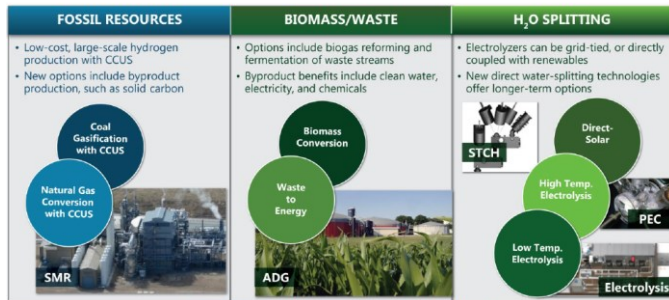 FOSSIL RESOURCES
• Low-cost, large-scale hydrogen
production with CCUS
• New options include byproduct
production, such as solid carbon
Coal
Gasification
with CCUS
Natural Gas
Conversion
with CCUS
SMR
BIOMASS/WASTE
• Options include biogas reforming and
fermentation of waste streams
• Byproduct benefits include clean water,
electricity, and chemicals
Biomass
Conversion
Waste
to
Energy
ADG
H₂O SPLITTING
• Electrolyzers can be grid-tied, or directly
coupled with renewables
• New direct water-splitting technologies
offer longer-term options
STCH
Direct-
Solar
High Temp.
Electrolysis
PEC
Low Temp.
Electrolysis
Electrolysis